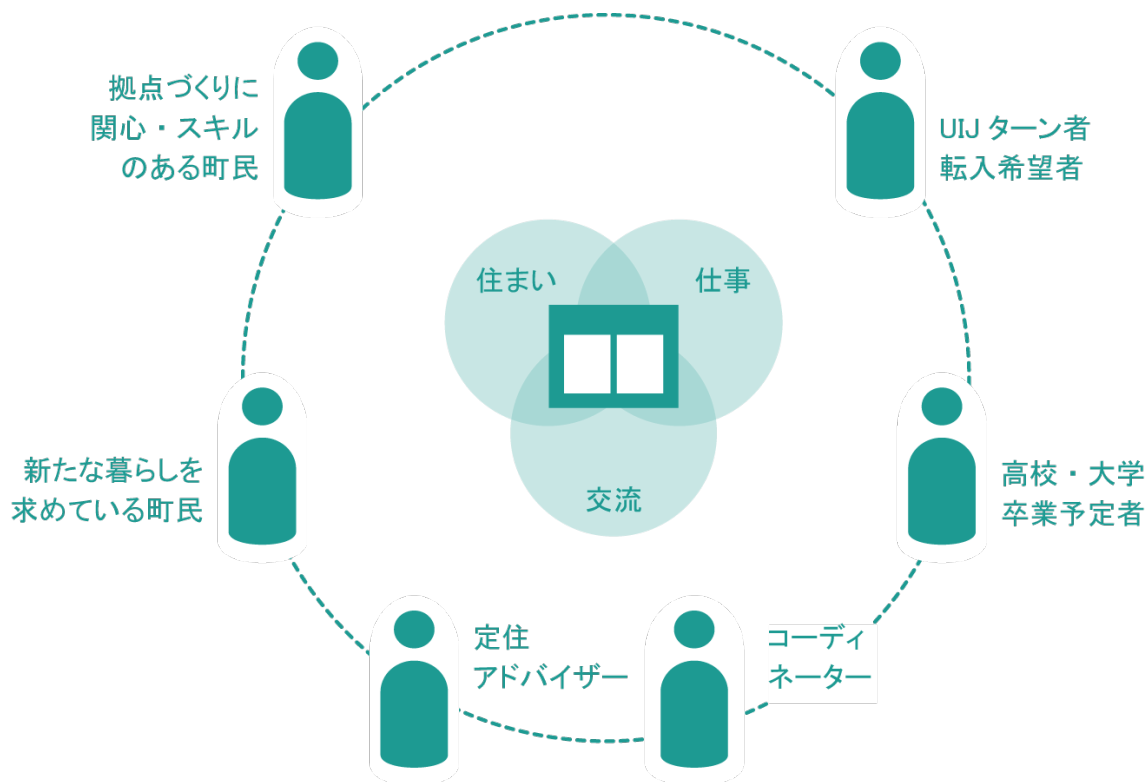 拠点づくりに
関心・スキル
のある町民
UIJ ターン者
転入希望者
住まい
仕事
交流
新たな暮らしを
求めている町民
高校・大学
卒業予定者
定住
アドバイザー
コーディ
ネーター